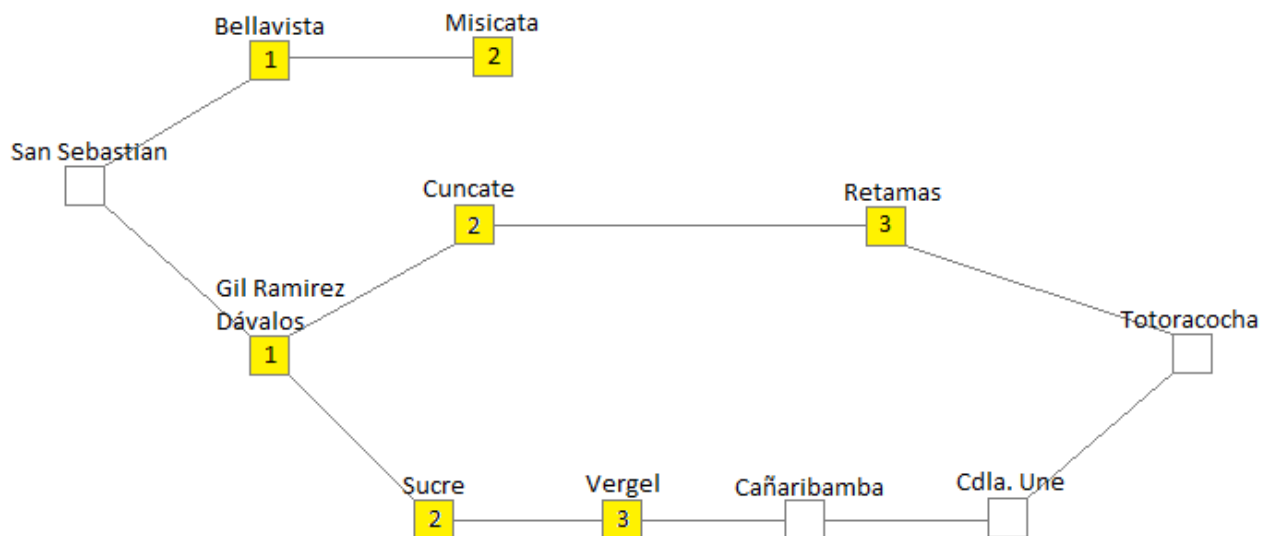 Misicata
Bellavista
1
2
San Sebastian
Cuncate
2
Retamas
3
Gil Ramirez
Dávalos
1
Totoracocha
Sucre
2
Vergel
3
Cañaribamba
Cdla. Une